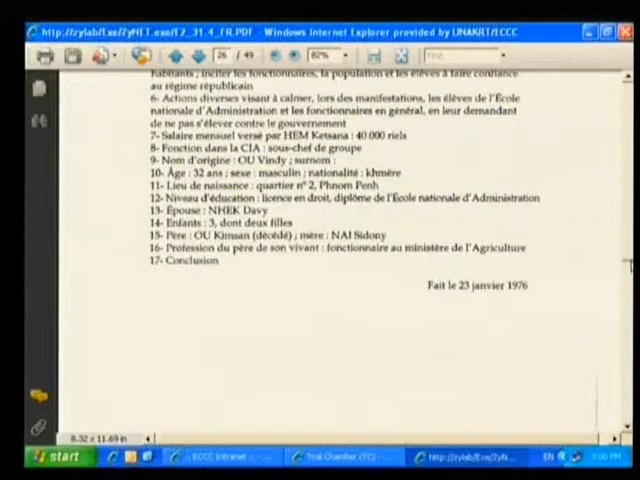 http://zylab/Exe/ZyNET.exe/E2_31.4_FR.PDF - Windows Internet Explorer provided by UNAKRT/ECCC
26 / 49
82%
Find
habitants ; inciter les fonctionnaires, la population et les élèves à faire confiance
au régime républicain
6- Actions diverses visant à calmer, lors des manifestations, les élèves de l'École
nationale d'Administration et les fonctionnaires en général, en leur demandant
de ne pas s'élever contre le gouvernement
7- Salaire mensuel versé par HEM Ketsana : 40 000 riels
8- Fonction dans la CIA : sous-chef de groupe
9- Nom d'origine : OU Vindy ; surnom :
10- Âge : 32 ans ; sexe : masculin ; nationalité : khmère
11- Lieu de naissance : quartier n° 2, Phnom Penh
12- Niveau d'éducation : licence en droit, diplôme de l'École nationale d'Administration
13- Épouse : NHEK Davy
14- Enfants : 3, dont deux filles
15- Père : OU Kimsan (décédé) ; mère : NAI Sidony
16- Profession du père de son vivant : fonctionnaire au ministère de l'Agriculture
17- Conclusion
Fait le 23 janvier 1976
8.32 x 11.69 in
start
ECCC Intranet
Trial Chamber (TC)
http://zylab/Exe/ZyN...
EN
1:00 PM